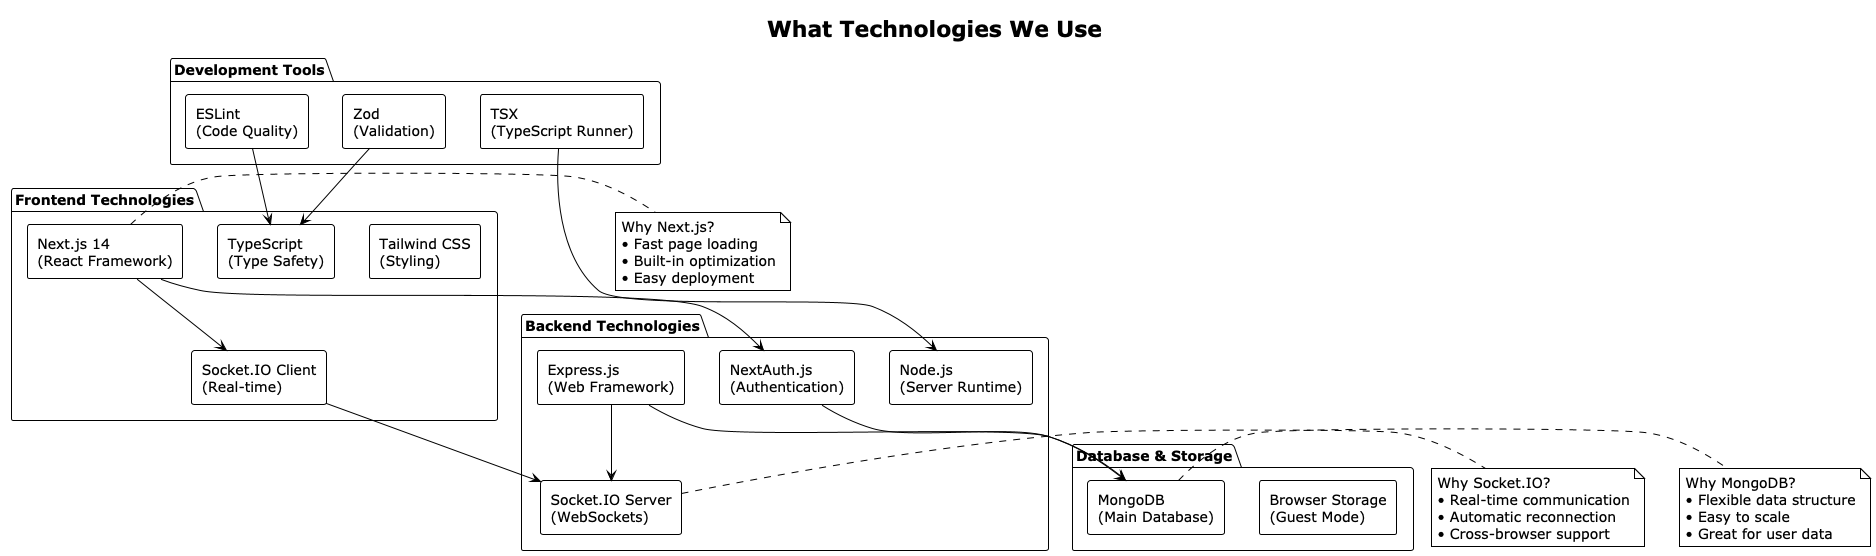 What Technologies We Use
Development Tools
ESLint
(Code Quality)
Zod
(Validation)
TSX
(TypeScript Runner)
Frontend Technologies
Next.js 14
(React Framework)
TypeScript
(Type Safety)
Tailwind CSS
(Styling)
Why Next.js?
• Fast page loading
• Built-in optimization
• Easy deployment
Socket.IO Client
(Real-time)
Backend Technologies
Express.js
(Web Framework)
NextAuth.js
(Authentication)
Node.js
(Server Runtime)
Socket.IO Server
(WebSockets)
Database & Storage
MongoDB
(Main Database)
Browser Storage
(Guest Mode)
Why Socket.IO?
• Real-time communication
• Automatic reconnection
• Cross-browser support
Why MongoDB?
• Flexible data structure
• Easy to scale
• Great for user data